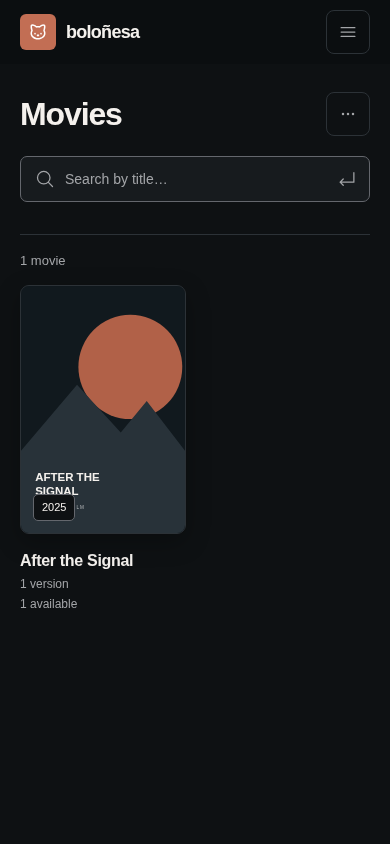 boloñesa
Movies
Search by title…
1 movie
AFTER THE
SIGNAL
2025
After the Signal
1 version
1 available